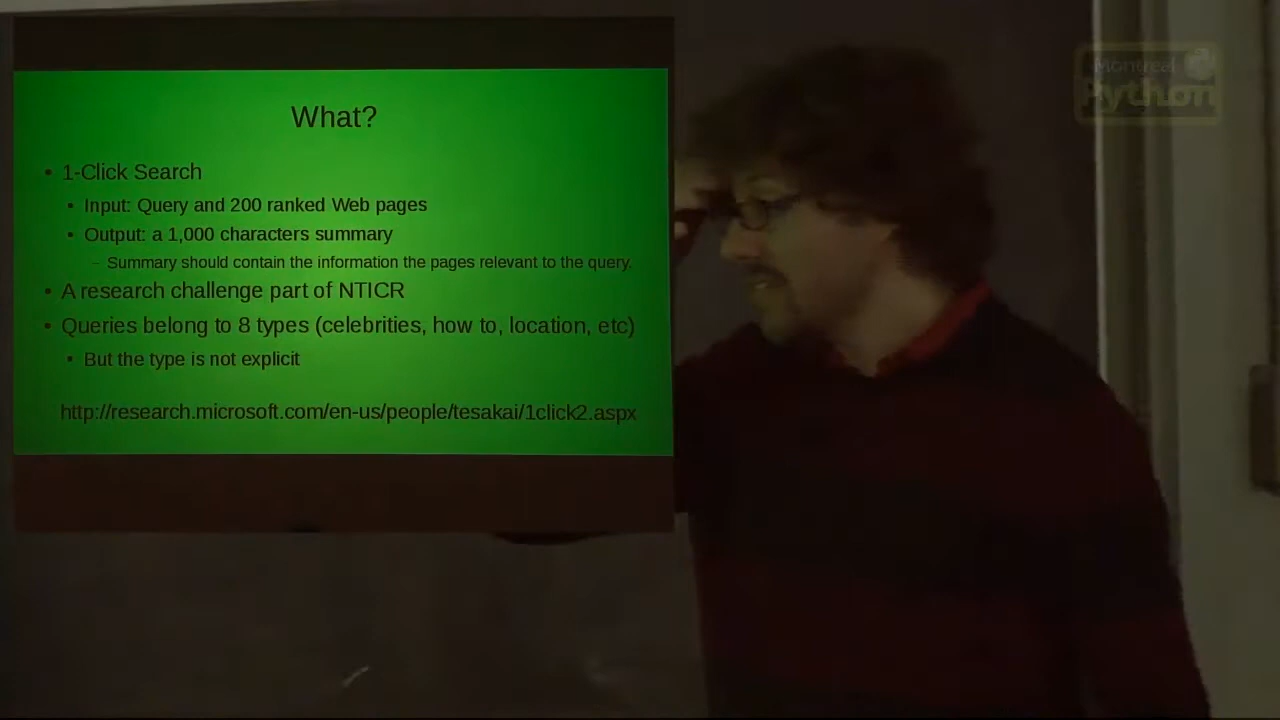 What?
• 1-Click Search
• Input: Query and 200 ranked Web pages
• Output: a 1,000 characters summary
– Summary should contain the information the pages relevant to the query.
• A research challenge part of NTICR
• Queries belong to 8 types (celebrities, how to, location, etc)
• But the type is not explicit
http://research.microsoft.com/en-us/people/tesakai/1click2.aspx
Montreal
Python